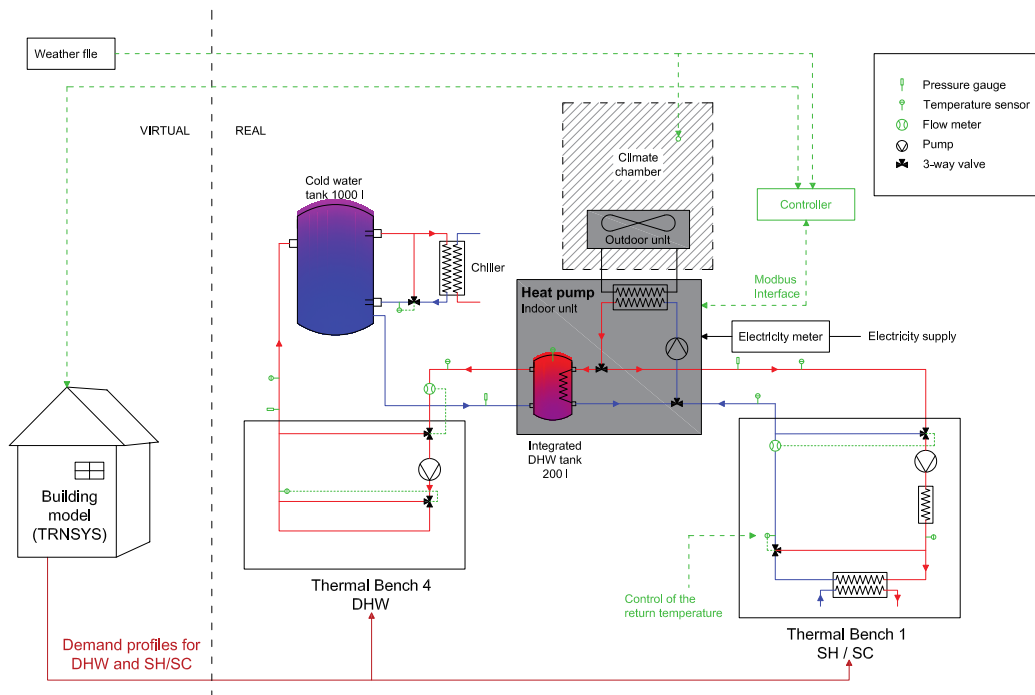 Weather file
VIRTUAL
REAL
Cold water
tank 1000 l
Chiller
Climate
chamber
Outdoor unit
Heat pump
Indoor unit
Controller
Modbus
Interface
Electricity meter
Electricity supply
Pressure gauge
Temperature sensor
Flow meter
Pump
3-way valve
Integrated
DHW tank
200 l
Building
model
(TRNSYS)
Thermal Bench 4
DHW
Control of the
return temperature
Thermal Bench 1
SH / SC
Demand profiles for
DHW and SH/SC